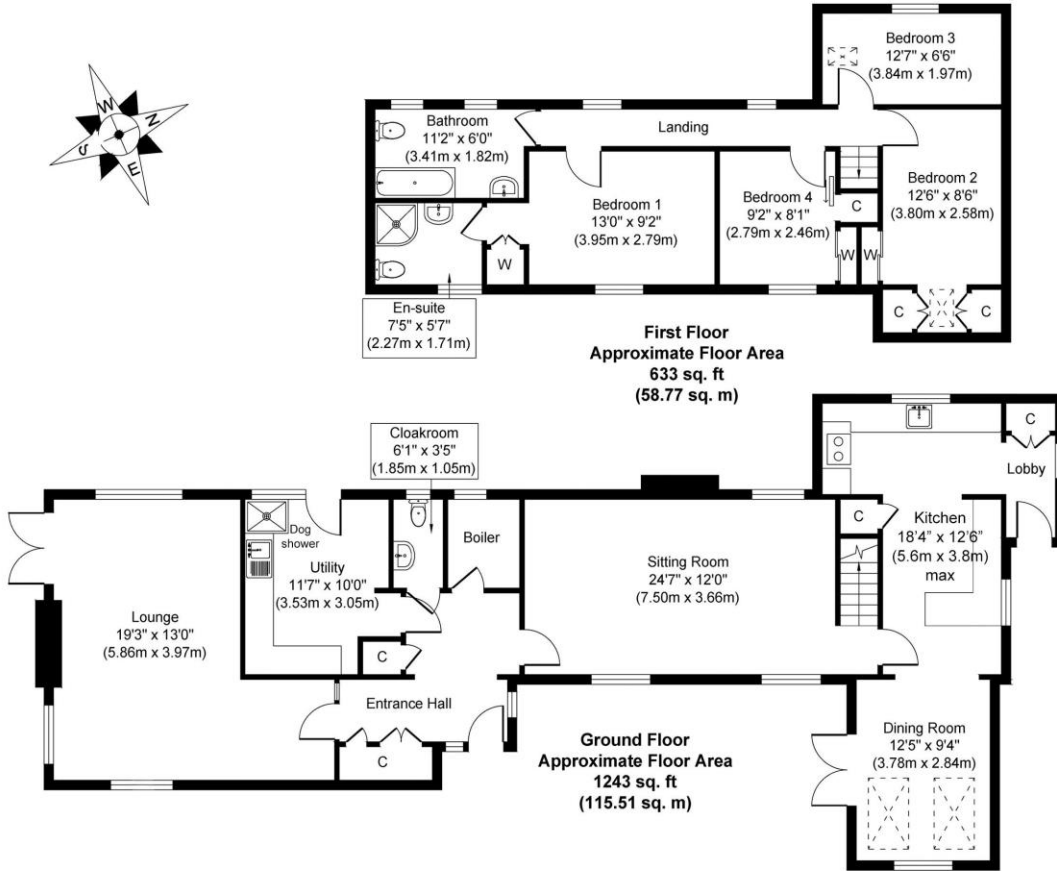 W
N
S
E
Bedroom 3
12'7" x 6'6"
(3.84m x 1.97m)
Bathroom
11'2" x 6'0"
(3.41m x 1.82m)
Landing
Bedroom 1
13'0" x 9'2"
(3.95m x 2.79m)
Bedroom 4
9'2" x 8'1"
(2.79m x 2.46m)
C
Bedroom 2
12'6" x 8'6"
(3.80m x 2.58m)
W
W
W
C
C
En-suite
7'5" x 5'7"
(2.27m x 1.71m)
First Floor
Approximate Floor Area
633 sq. ft
(58.77 sq. m)
Cloakroom
6'1" x 3'5"
(1.85m x 1.05m)
C
Lobby
Dog
shower
Utility
11'7" x 10'0"
(3.53m x 3.05m)
Boiler
C
Kitchen
18'4" x 12'6"
(5.6m x 3.8m)
max
Sitting Room
24'7" x 12'0"
(7.50m x 3.66m)
Lounge
19'3" x 13'0"
(5.86m x 3.97m)
C
Entrance Hall
C
Ground Floor
Approximate Floor Area
1243 sq. ft
(115.51 sq. m)
Dining Room
12'5" x 9'4"
(3.78m x 2.84m)